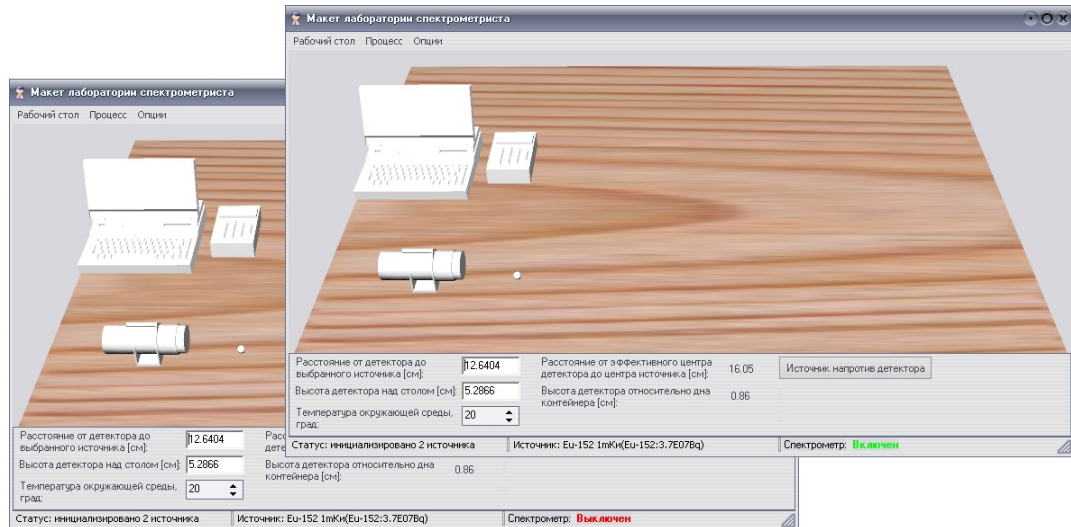 Макет лаборатории спектрометриста
Рабочий стол Процесс Опции
Расстояние от детектора до
выбранного источника [см]:
12.6404
Расстояние от эффективного центра
детектора до центра источника [см]:
16.05
Источник напротив детектора
Высота детектора над столом [см]:
5.2866
Высота детектора относительно дна
контейнера [см]:
0.86
Температура окружающей среды,
град:
20
Статус: инициализировано 2 источника
Источник: Eu-152 1mKи(Eu-152:3.7E07Bq)
Спектрометр: Включен
Макет лаборатории спектрометриста
Рабочий стол Процесс Опции
Расстояние от детектора до
выбранного источника [см]:
12.6404
Высота детектора над столом [см]:
5.2866
Высота детектора относительно дна
контейнера [см]:
0.86
Температура окружающей среды,
град:
20
Статус: инициализировано 2 источника
Источник: Eu-152 1mKи(Eu-152:3.7E07Bq)
Спектрометр: Выключен